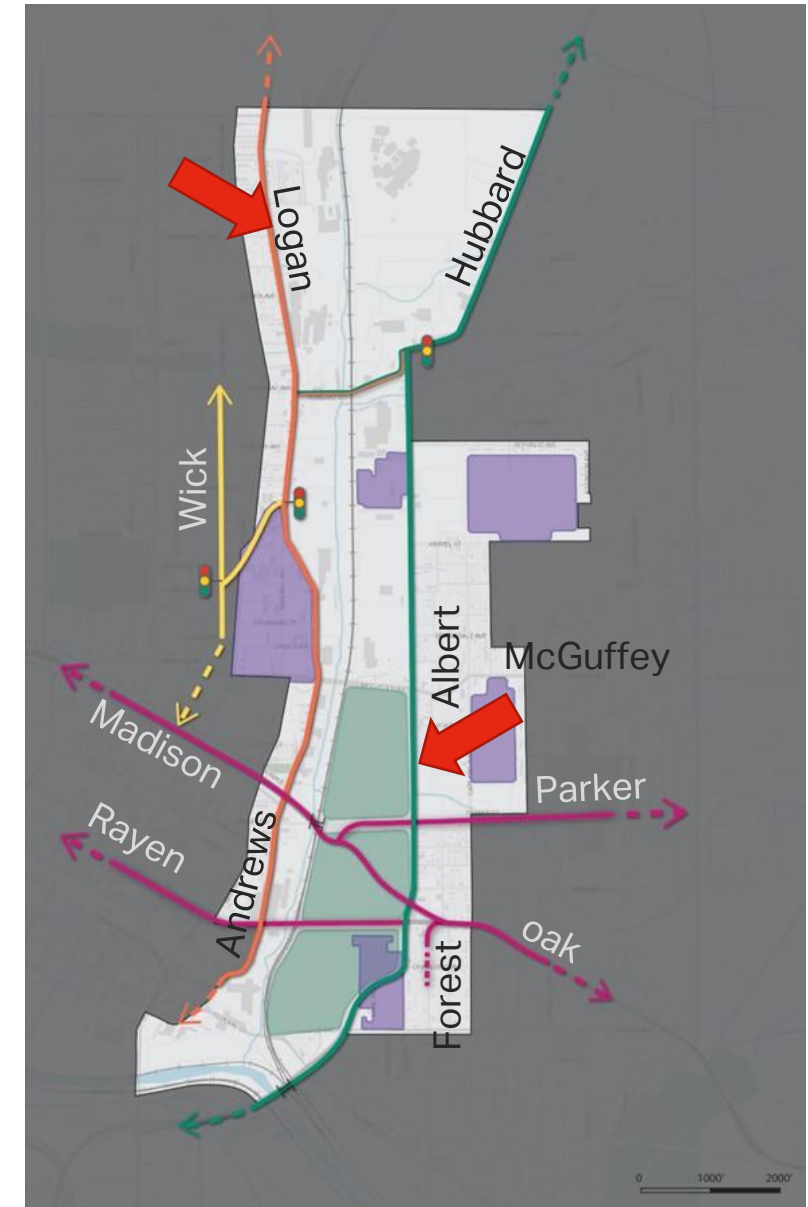 Logan
Hubbard
Wick
Albert
McGuffey
Madison
Parker
Rayen
Andrews
oak
Forest
0 1000' 2000'